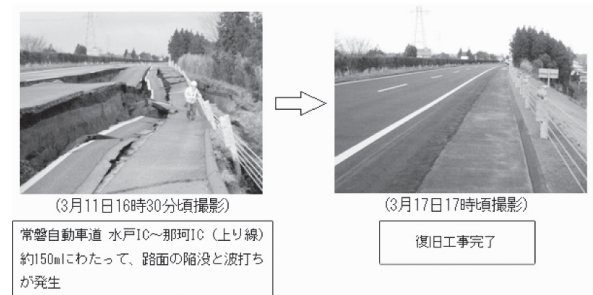 (3月11日16時30分頃撮影)
常磐自動車道 水戸IC～那珂IC（上り線）
約150mにわたって、路面の陥没と波打ち
が発生
(3月17日17時頃撮影)
復旧工事完了